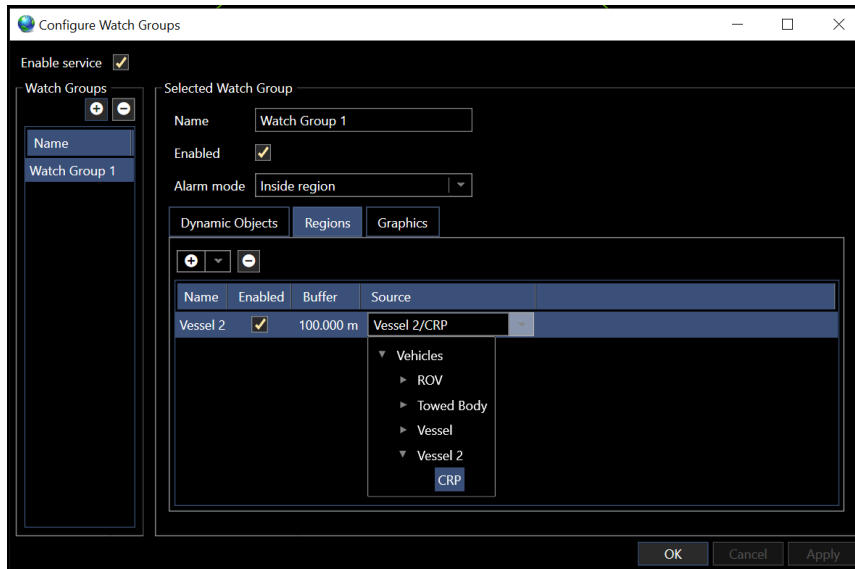 Configure Watch Groups
Enable service
Watch Groups
Name
Watch Group 1
Selected Watch Group
Name Watch Group 1
Enabled
Alarm mode Inside region
Dynamic Objects Regions Graphics
Name Enabled Buffer Source
Vessel 2 100.000 m Vessel 2/CRP
Vehicles
ROV
Towed Body
Vessel
Vessel 2
CRP
OK Cancel Apply